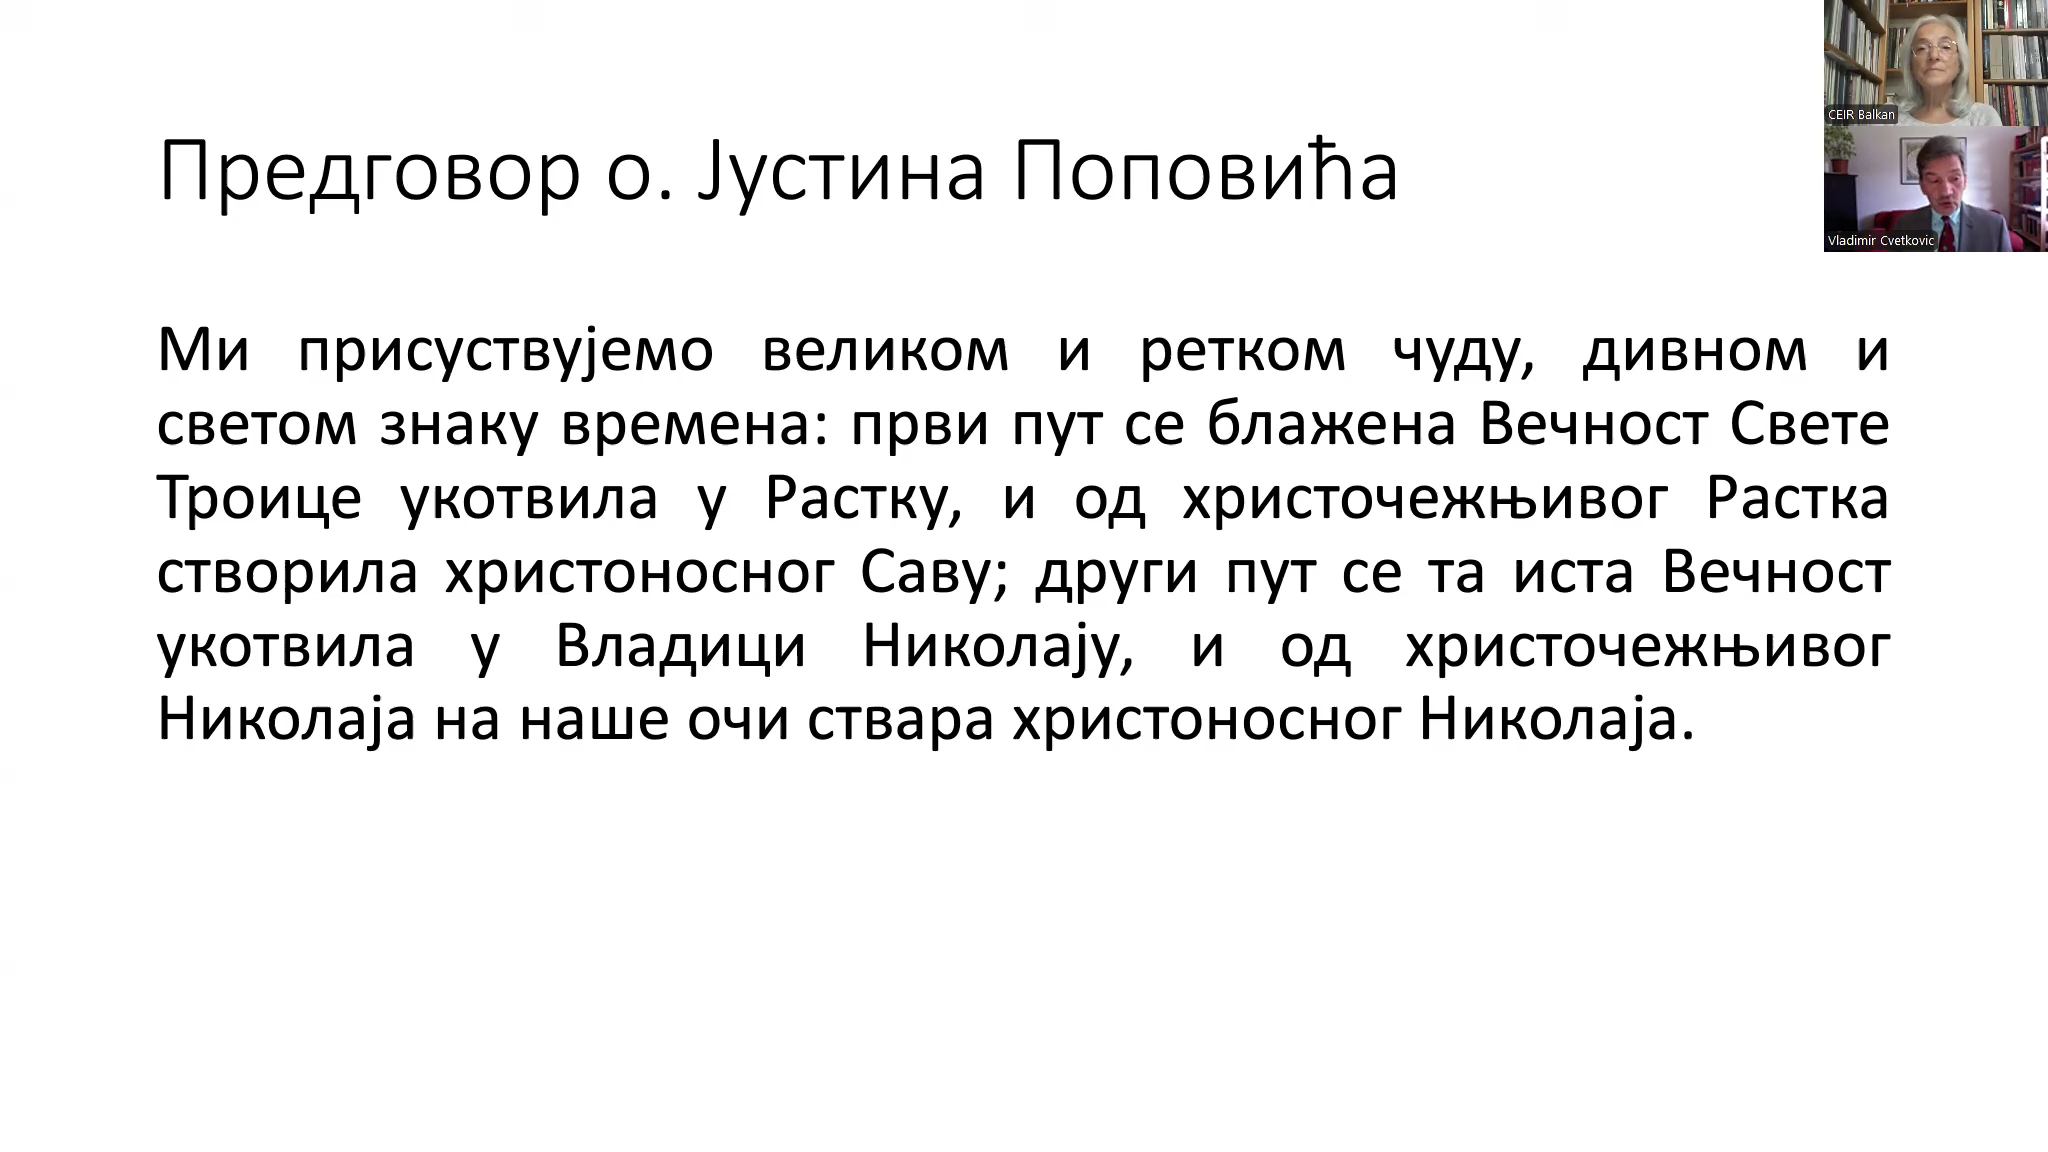 Предговор о. Јустина Поповића
Ми присуствујемо великом и ретком чуду, дивном и
светом знаку времена: први пут се блажена Вечност Свете
Троице укотвила у Растку, и од христочежњивог Растка
створила христоносног Саву; други пут се та иста Вечност
укотвила у Владици Николају, и од христочежњивог
Николаја на наше очи ствара христоносног Николаја.
CEIR Balkan
Vladimir Cvetkovic